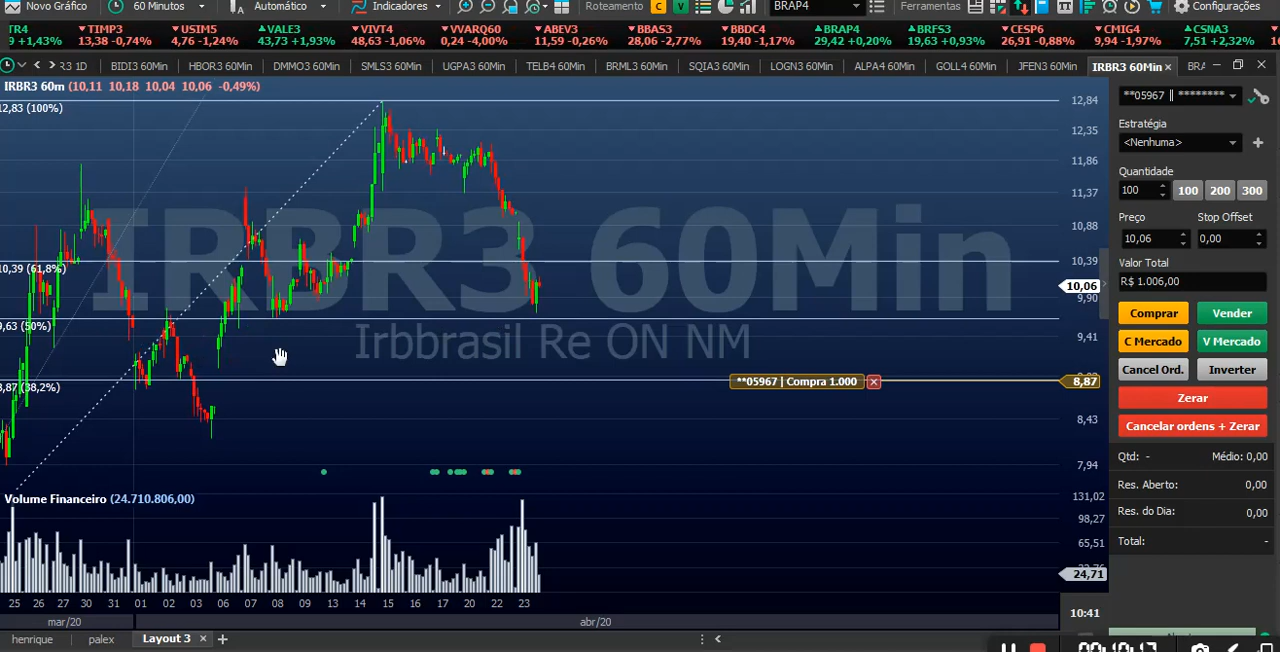 Novo Gráfico 60 Minutos Automático Indicadores Roteamento C V BRAP4 Ferramentas Configurações
TR4 TIMP3 USIM5 VALE3 VIVT4 VVARQ60 ABEV3 BBAS3 BBDC4 BRAP4 BRFS3 CESP6 CMIG4 CSNA3
9 +1,43% 13,38 -0,74% 4,76 -1,24% 43,73 +1,93% 48,63 -1,06% 0,24 -4,00% 11,59 -0,26% 28,06 -2,77% 19,40 -1,17% 29,42 +0,20% 19,63 +0,93% 26,91 -0,88% 9,94 -1,97% 7,51 +2,32%
R3 1D BIDI3 60Min HBOR3 60Min DMMO3 60Min SMLS3 60Min UGPA3 60Min TELB4 60Min BRML3 60Min SQIA3 60Min LOGN3 60Min ALPA4 60Min GOLL4 60Min JFEN3 60Min IRBR3 60Min BRA
IRBR3 60m (10,11 10,18 10,04 10,06 -0,49%)
12,83 (100%)
IRBR3 60Min
Irbbrasil Re ON NM
10,39 (61,8%)
9,63 (50%)
8,87 (38,2%)
**05967 | Compra 1.000
12,84
12,35
11,86
11,37
10,88
10,39
10,06
9,90
9,41
8,87
8,43
7,94
Volume Financeiro (24.710.806,00)
131,02
98,27
65,51
24,71
25 26 27 30 31 01 02 03 06 07 08 09 13 14 15 16 17 20 22 23
mar/20 abr/20
10:41
henrique palex Layout 3
**05967 || ********
Estratégia
<Nenhuma>
Quantidade
100 100 200 300
Preço Stop Offset
10,06 0,00
Valor Total
R$ 1.006,00
Comprar Vender
C Mercado V Mercado
Cancel Ord. Inverter
Zerar
Cancelar ordens + Zerar
Qtd: - Médio: 0,00
Res. Aberto: 0,00
Res. do Dia: 0,00
Total: -